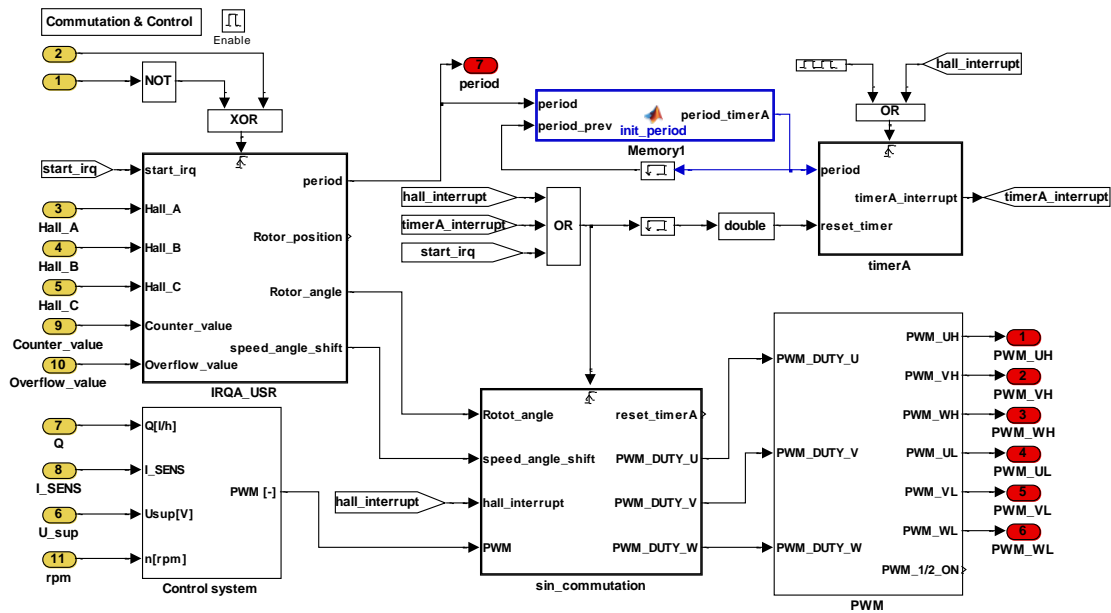 Commutation & Control
Enable
2
1
NOT
XOR
start_irq
3
Hall_A
4
Hall_B
5
Hall_C
9
Counter_value
10
Overflow_value
start_irq
Hall_A
Hall_B
Hall_C
Counter_value
Overflow_value
period
Rotor_position
Rotor_angle
speed_angle_shift
IRQA_USR
7
period
period
period_prev
init_period
period_timerA
Memory1
hall_interrupt
OR
period
reset_timer
timerA_interrupt
timerA
timerA_interrupt
hall_interrupt
timerA_interrupt
start_irq
OR
double
7
Q
8
I_SENS
6
U_sup
11
rpm
Q[l/h]
I_SENS
Usup[V]
n[rpm]
PWM [-]
Control system
hall_interrupt
Rotot_angle
speed_angle_shift
hall_interrupt
PWM
reset_timerA
PWM_DUTY_U
PWM_DUTY_V
PWM_DUTY_W
sin_commutation
PWM_DUTY_U
PWM_DUTY_V
PWM_DUTY_W
PWM_UH
PWM_VH
PWM_WH
PWM_UL
PWM_VL
PWM_WL
PWM_1/2_ON
PWM
1
PWM_UH
2
PWM_VH
3
PWM_WH
4
PWM_UL
5
PWM_VL
6
PWM_WL